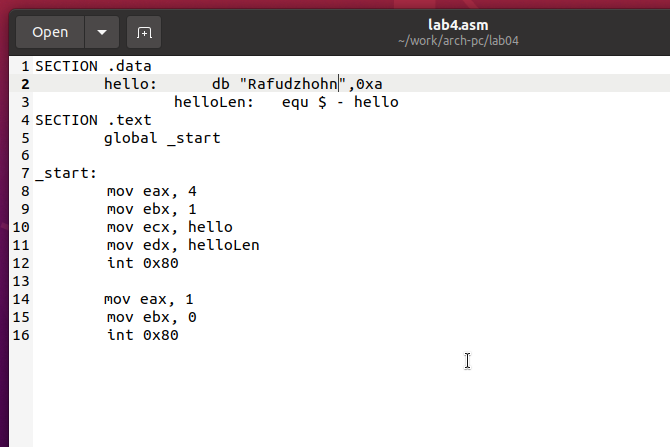 Open
lab4.asm
~/work/arch-pc/lab04
1 SECTION .data
2 hello: db "Rafudzhohn",0xa
3 helloLen: equ $ - hello
4 SECTION .text
5 global _start
6
7 _start:
8 mov eax, 4
9 mov ebx, 1
10 mov ecx, hello
11 mov edx, helloLen
12 int 0x80
13
14 mov eax, 1
15 mov ebx, 0
16 int 0x80